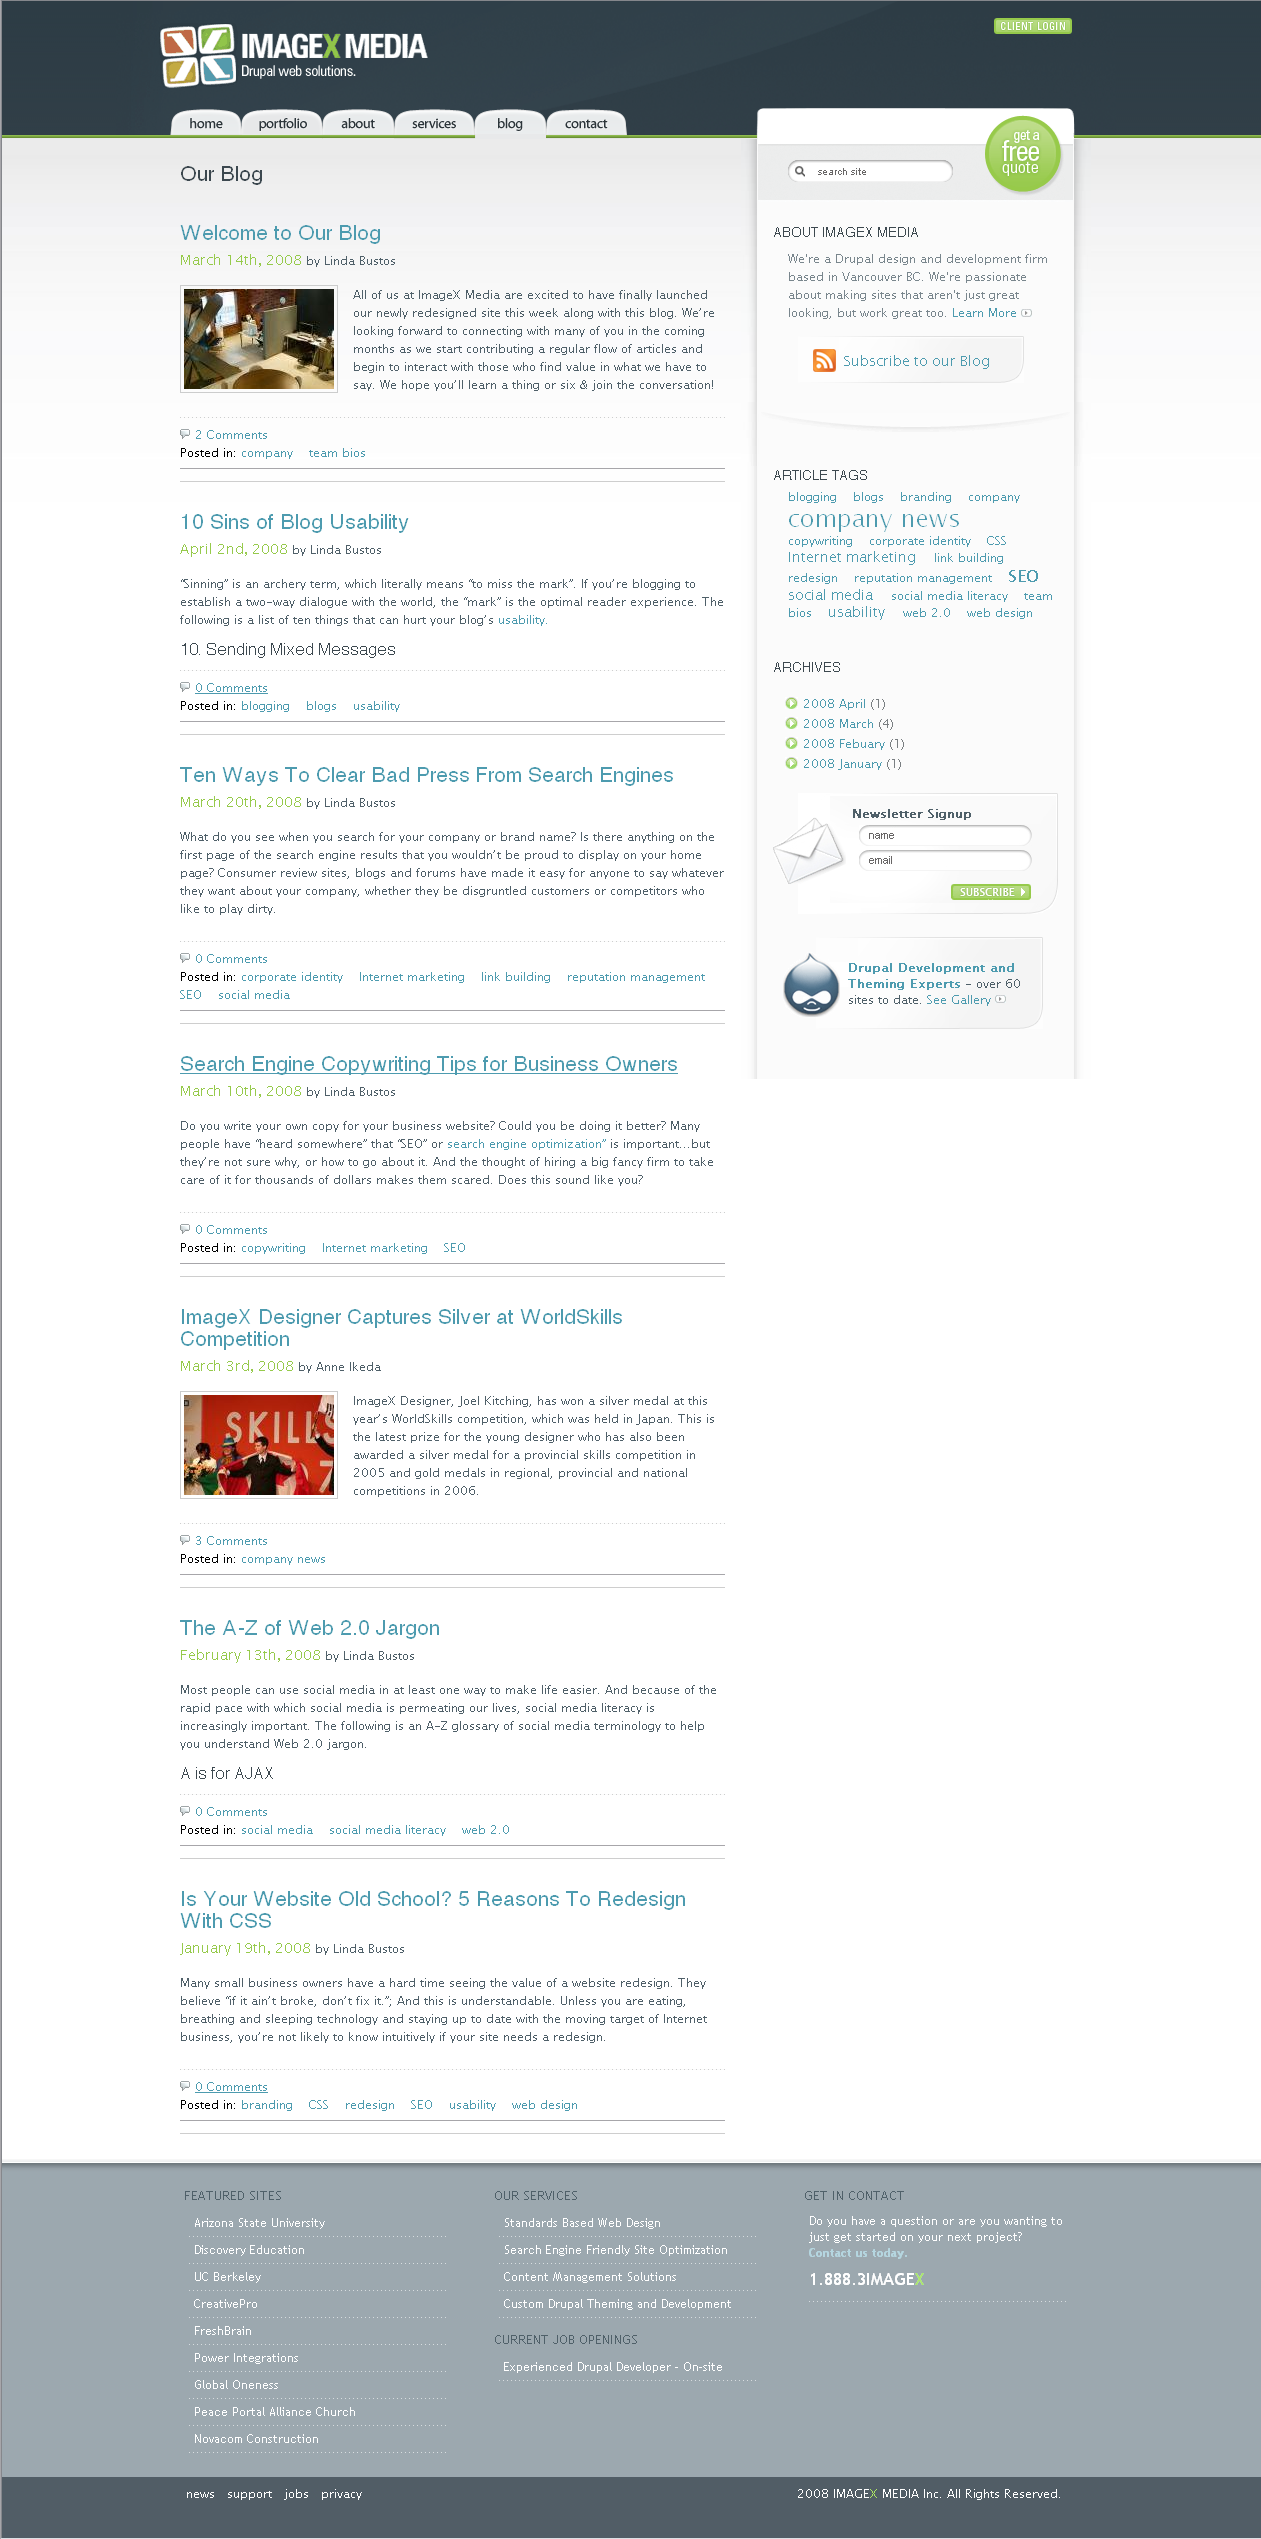 IMAGEX MEDIA
Drupal web solutions.
CLIENT LOGIN
home portfolio about services blog contact
get a
free
quote
search site
Our Blog
Welcome to Our Blog
March 14th, 2008 by Linda Bustos
All of us at ImageX Media are excited to have finally launched
our newly redesigned site this week along with this blog. We're
looking forward to connecting with many of you in the coming
months as we start contributing a regular flow of articles and
begin to interact with those who find value in what we have to
say. We hope you'll learn a thing or six & join the conversation!
2 Comments
Posted in: company team bios
10 Sins of Blog Usability
April 2nd, 2008 by Linda Bustos
“Sinning” is an archery term, which literally means “to miss the mark”. If you're blogging to
establish a two-way dialogue with the world, the “mark” is the optimal reader experience. The
following is a list of ten things that can hurt your blog's usability.
10. Sending Mixed Messages
0 Comments
Posted in: blogging blogs usability
Ten Ways To Clear Bad Press From Search Engines
March 20th, 2008 by Linda Bustos
What do you see when you search for your company or brand name? Is there anything on the
first page of the search engine results that you wouldn't be proud to display on your home
page? Consumer review sites, blogs and forums have made it easy for anyone to say whatever
they want about your company, whether they be disgruntled customers or competitors who
like to play dirty.
0 Comments
Posted in: corporate identity Internet marketing link building reputation management
SEO social media
Search Engine Copywriting Tips for Business Owners
March 10th, 2008 by Linda Bustos
Do you write your own copy for your business website? Could you be doing it better? Many
people have “heard somewhere” that “SEO” or search engine optimization” is important...but
they're not sure why, or how to go about it. And the thought of hiring a big fancy firm to take
care of it for thousands of dollars makes them scared. Does this sound like you?
0 Comments
Posted in: copywriting Internet marketing SEO
ImageX Designer Captures Silver at WorldSkills
Competition
March 3rd, 2008 by Anne Ikeda
SKILLS
ImageX Designer, Joel Kitching, has won a silver medal at this
year's WorldSkills competition, which was held in Japan. This is
the latest prize for the young designer who has also been
awarded a silver medal for a provincial skills competition in
2005 and gold medals in regional, provincial and national
competitions in 2006.
3 Comments
Posted in: company news
The A-Z of Web 2.0 Jargon
February 13th, 2008 by Linda Bustos
Most people can use social media in at least one way to make life easier. And because of the
rapid pace with which social media is permeating our lives, social media literacy is
increasingly important. The following is an A-Z glossary of social media terminology to help
you understand Web 2.0 jargon.
A is for AJAX
0 Comments
Posted in: social media social media literacy web 2.0
Is Your Website Old School? 5 Reasons To Redesign
With CSS
January 19th, 2008 by Linda Bustos
Many small business owners have a hard time seeing the value of a website redesign. They
believe “if it ain't broke, don't fix it.”; And this is understandable. Unless you are eating,
breathing and sleeping technology and staying up to date with the moving target of Internet
business, you're not likely to know intuitively if your site needs a redesign.
0 Comments
Posted in: branding CSS redesign SEO usability web design
ABOUT IMAGEX MEDIA
We're a Drupal design and development firm
based in Vancouver BC. We're passionate
about making sites that aren't just great
looking, but work great too. Learn More
Subscribe to our Blog
ARTICLE TAGS
blogging blogs branding company
company news
copywriting corporate identity CSS
Internet marketing link building
redesign reputation management SEO
social media social media literacy team
bios usability web 2.0 web design
ARCHIVES
2008 April (1)
2008 March (4)
2008 Febuary (1)
2008 January (1)
Newsletter Signup
name
email
SUBSCRIBE
Drupal Development and
Theming Experts - over 60
sites to date. See Gallery
FEATURED SITES
Arizona State University
Discovery Education
UC Berkeley
CreativePro
FreshBrain
Power Integrations
Global Oneness
Peace Portal Alliance Church
Novacom Construction
OUR SERVICES
Standards Based Web Design
Search Engine Friendly Site Optimization
Content Management Solutions
Custom Drupal Theming and Development
CURRENT JOB OPENINGS
Experienced Drupal Developer - On-site
GET IN CONTACT
Do you have a question or are you wanting to
just get started on your next project?
Contact us today.
1.888.3IMAGEX
news support jobs privacy
2008 IMAGEX MEDIA Inc. All Rights Reserved.